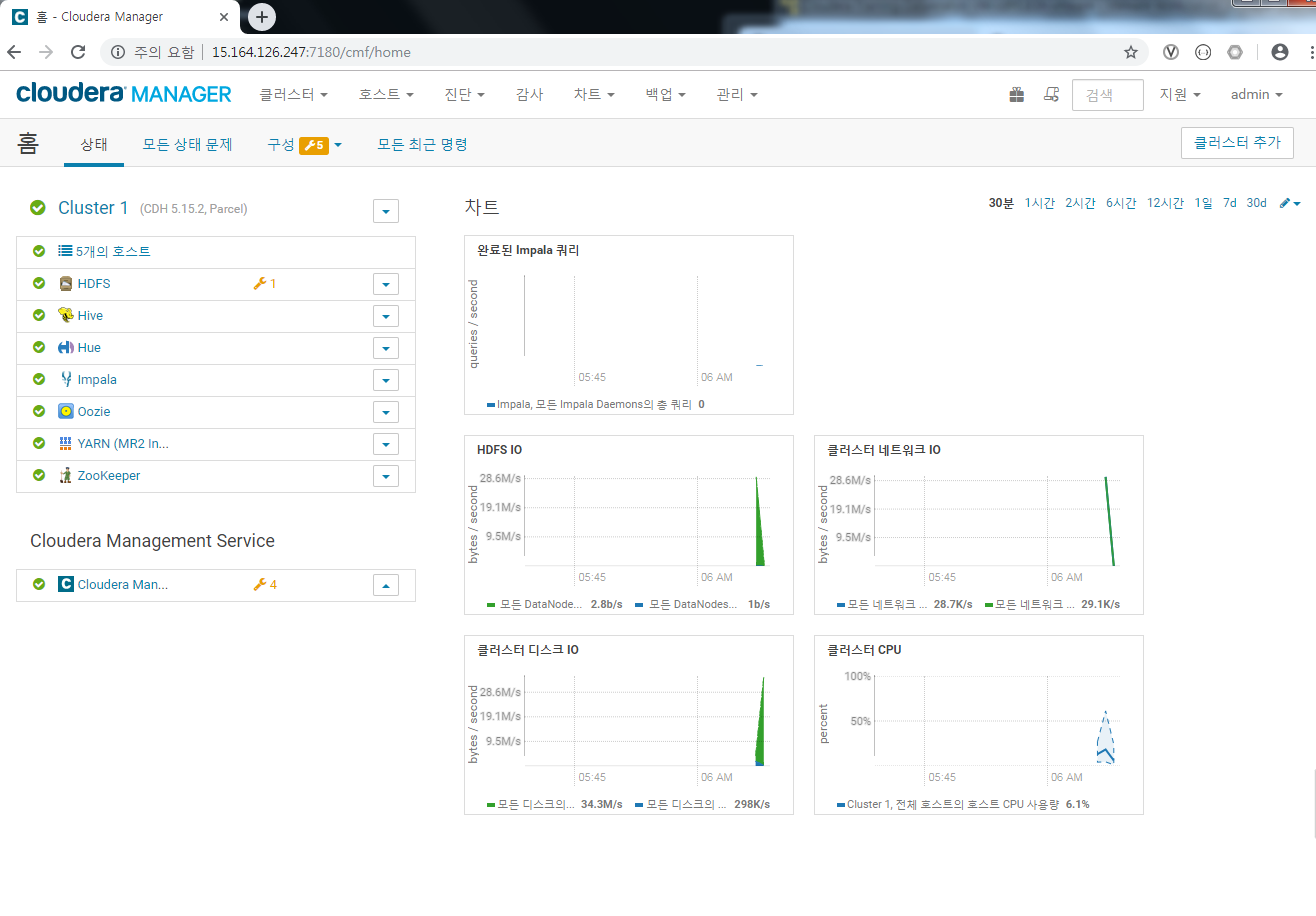 홈 - Cloudera Manager
주의 요함 15.164.126.247:7180/cmf/home
cloudera MANAGER 클러스터 호스트 진단 감사 차트 백업 관리 검색 지원 admin
홈 상태 모든 상태 문제 구성 5 모든 최근 명령 클러스터 추가
Cluster 1 (CDH 5.15.2, Parcel)
5개의 호스트
HDFS 1
Hive
Hue
Impala
Oozie
YARN (MR2 In...
ZooKeeper
Cloudera Management Service
Cloudera Man... 4
차트
30분 1시간 2시간 6시간 12시간 1일 7d 30d
완료된 Impala 쿼리
queries / second
05:45 06 AM
Impala, 모든 Impala Daemons의 총 쿼리 0
HDFS IO
bytes / second
28.6M/s
19.1M/s
9.5M/s
05:45 06 AM
모든 DataNode... 2.8b/s 모든 DataNodes... 1b/s
클러스터 네트워크 IO
bytes / second
28.6M/s
19.1M/s
9.5M/s
05:45 06 AM
모든 네트워크 ... 28.7K/s 모든 네트워크 ... 29.1K/s
클러스터 디스크 IO
bytes / second
28.6M/s
19.1M/s
9.5M/s
05:45 06 AM
모든 디스크의... 34.3M/s 모든 디스크의 ... 298K/s
클러스터 CPU
percent
100%
50%
05:45 06 AM
Cluster 1, 전체 호스트의 호스트 CPU 사용량 6.1%